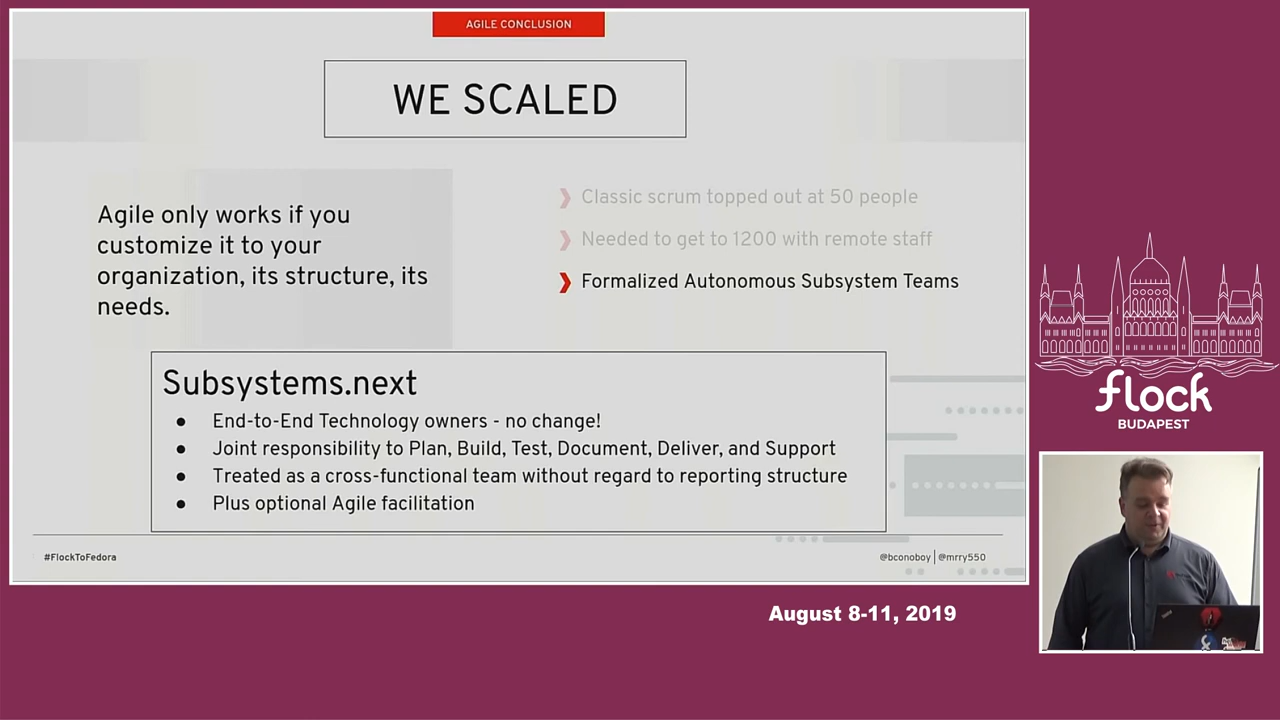 AGILE CONCLUSION
WE SCALED
Agile only works if you
customize it to your
organization, its structure, its
needs.
❱ Classic scrum topped out at 50 people
❱ Needed to get to 1200 with remote staff
❱ Formalized Autonomous Subsystem Teams
Subsystems.next
● End-to-End Technology owners - no change!
● Joint responsibility to Plan, Build, Test, Document, Deliver, and Support
● Treated as a cross-functional team without regard to reporting structure
● Plus optional Agile facilitation
#FlockToFedora
@bconoboy | @mrry550
flock
BUDAPEST
August 8-11, 2019